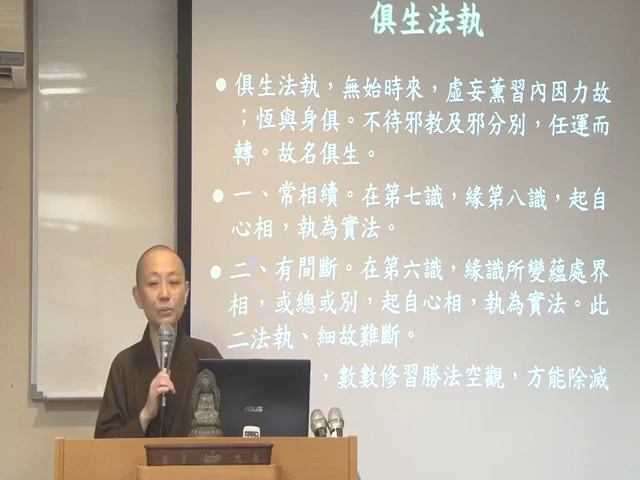 俱生法執
●俱生法執，無始時來，虛妄薰習內因力故
；恆與身俱。不待邪教及邪分別，任運而
轉。故名俱生。
●一、常相續。在第七識，緣第八識，起自
心相，執為實法。
●二、有間斷。在第六識，緣識所變蘊處界
相，或總或別，起自心相，執為實法。此
二法執、細故難斷。
，數數修習勝法空觀，方能除滅
ASUS